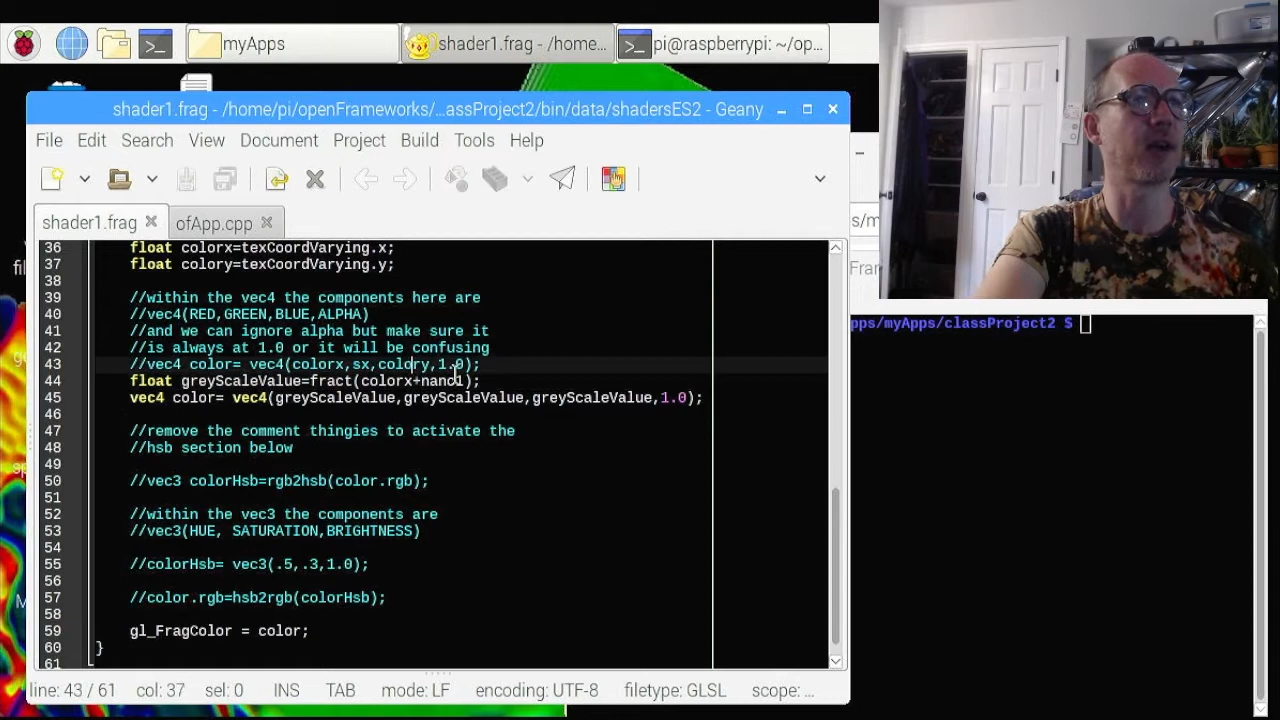 myApps
shader1.frag - /home...
pi@raspberrypi: ~/op...
shader1.frag - /home/pi/openFrameworks/...assProject2/bin/data/shadersES2 - Geany
File Edit Search View Document Project Build Tools Help
shader1.frag ofApp.cpp
36 float colorx=texCoordVarying.x;
37 float colory=texCoordVarying.y;
38
39 //within the vec4 the components here are
40 //vec4(RED,GREEN,BLUE,ALPHA)
41 //and we can ignore alpha but make sure it
42 //is always at 1.0 or it will be confusing
43 //vec4 color= vec4(colorx,sx,colory,1.0);
44 float greyScaleValue=fract(colorx+nano1);
45 vec4 color= vec4(greyScaleValue,greyScaleValue,greyScaleValue,1.0);
46
47 //remove the comment thingies to activate the
48 //hsb section below
49
50 //vec3 colorHsb=rgb2hsb(color.rgb);
51
52 //within the vec3 the components are
53 //vec3(HUE, SATURATION,BRIGHTNESS)
54
55 //colorHsb= vec3(.5,.3,1.0);
56
57 //color.rgb=hsb2rgb(colorHsb);
58
59 gl_FragColor = color;
60 }
61
line: 43 / 61 col: 37 sel: 0 INS TAB mode: LF encoding: UTF-8 filetype: GLSL scope: ...
s/m
Fran
pps/myApps/classProject2 $